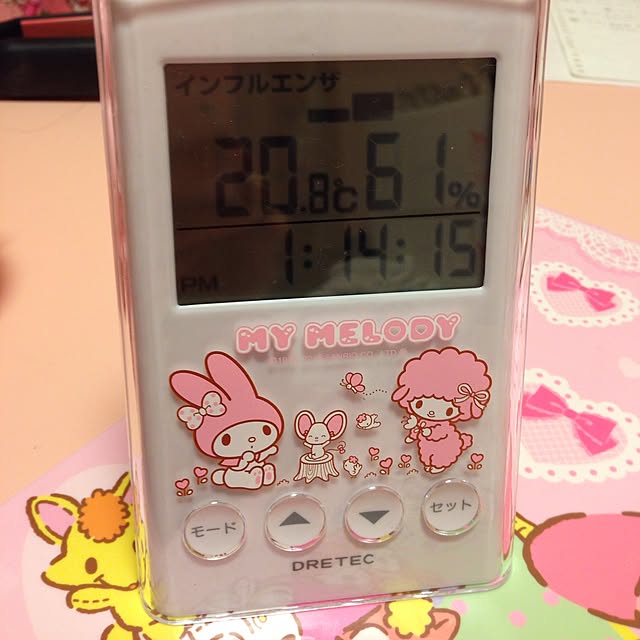 インフルエンザ
20.8℃ 61%
PM 1:14:15
MY MELODY
モード ▲ ▼ セット
DRETEC